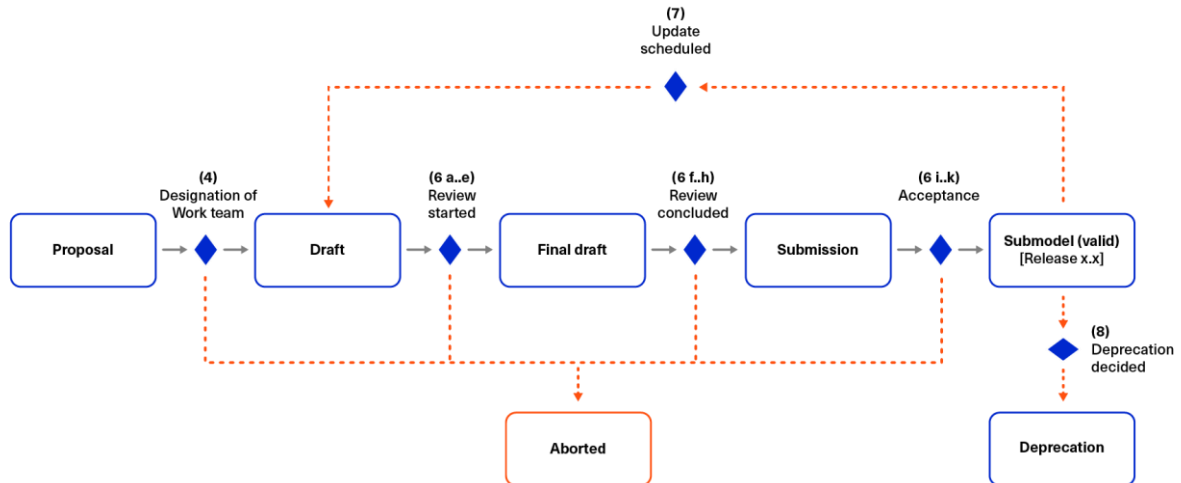 (7)
Update
scheduled
(4)
Designation of
Work team
(6 a..e)
Review
started
(6 f..h)
Review
concluded
(6 i..k)
Acceptance
Proposal
Draft
Final draft
Submission
Submodel (valid)
[Release x.x]
(8)
Deprecation
decided
Aborted
Deprecation